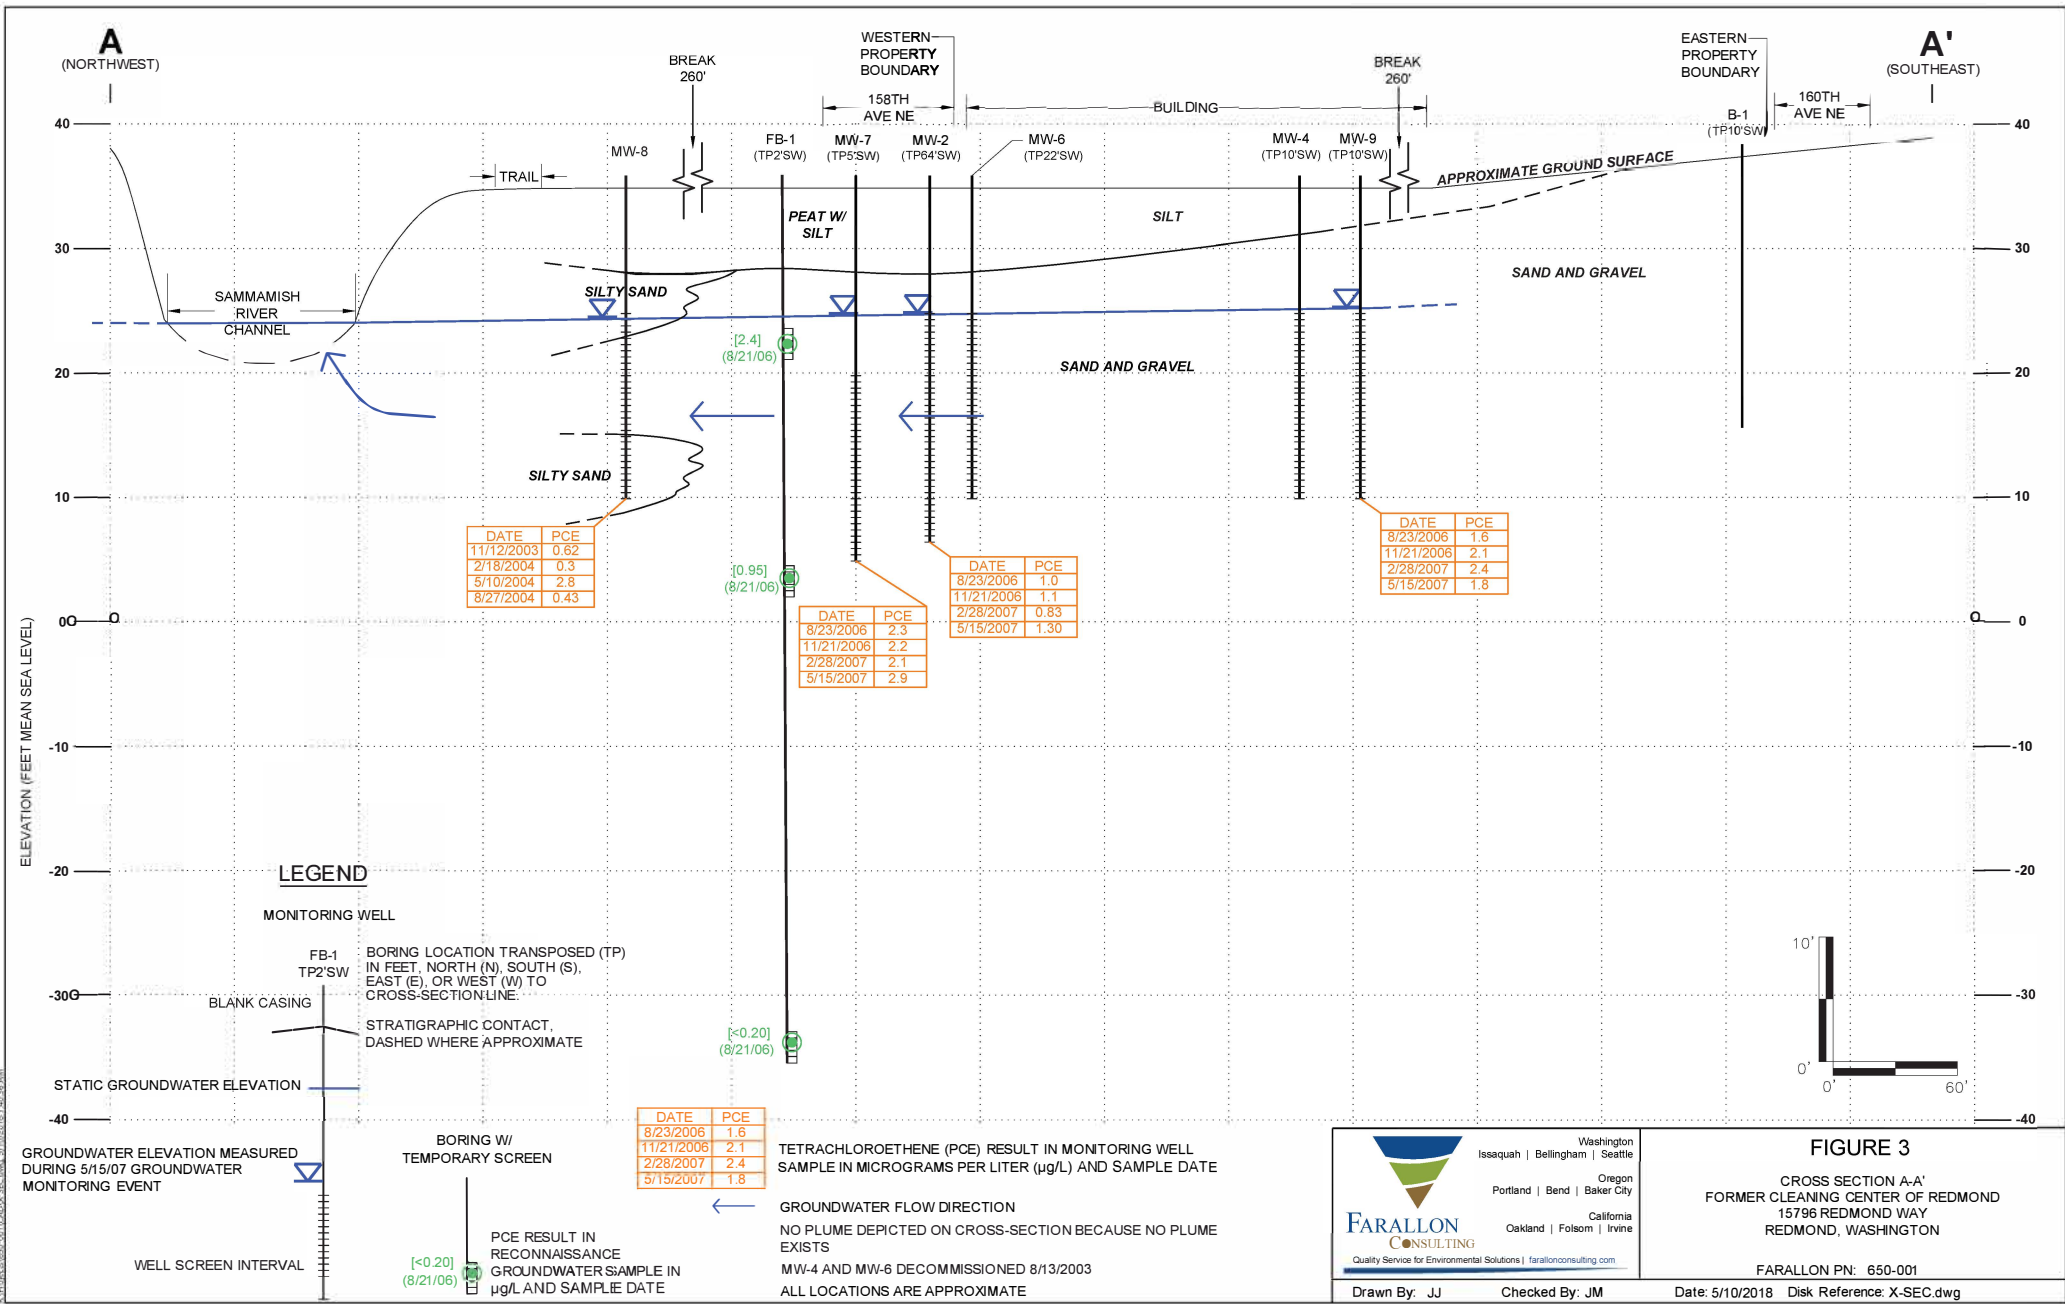 A
(NORTHWEST)
BREAK
260'
WESTERN
PROPERTY
BOUNDARY
158TH
AVE NE
BUILDING
BREAK
260'
EASTERN
PROPERTY
BOUNDARY
160TH
AVE NE
A'
(SOUTHEAST)
MW-8
FB-1
(TP2'SW)
MW-7
(TP5'SW)
MW-2
(TP64'SW)
MW-6
(TP22'SW)
MW-4
(TP10'SW)
MW-9
(TP10'SW)
B-1
(TP10'SW)
TRAIL
APPROXIMATE GROUND SURFACE
PEAT W/
SILT
SILT
SAND AND GRAVEL
SILTY SAND
SAMMAMISH
RIVER
CHANNEL
SAND AND GRAVEL
SILTY SAND
40
30
20
10
0
-10
-20
-30
-40
40
30
20
10
0
-10
-20
-30
-40
ELEVATION (FEET MEAN SEA LEVEL)
[2.4]
(8/21/06)
[0.95]
(8/21/06)
[<0.20]
(8/21/06)
DATE PCE
11/12/2003 0.62
2/18/2004 0.3
5/10/2004 2.8
8/27/2004 0.43
DATE PCE
8/23/2006 2.3
11/21/2006 2.2
2/28/2007 2.1
5/15/2007 2.9
DATE PCE
8/23/2006 1.0
11/21/2006 1.1
2/28/2007 0.83
5/15/2007 1.30
DATE PCE
8/23/2006 1.6
11/21/2006 2.1
2/28/2007 2.4
5/15/2007 1.8
LEGEND
MONITORING WELL
FB-1
TP2'SW
BORING LOCATION TRANSPOSED (TP)
IN FEET, NORTH (N), SOUTH (S),
EAST (E), OR WEST (W) TO
CROSS-SECTION LINE.
BLANK CASING
STRATIGRAPHIC CONTACT,
DASHED WHERE APPROXIMATE
STATIC GROUNDWATER ELEVATION
GROUNDWATER ELEVATION MEASURED
DURING 5/15/07 GROUNDWATER
MONITORING EVENT
WELL SCREEN INTERVAL
BORING W/
TEMPORARY SCREEN
[<0.20]
(8/21/06)
PCE RESULT IN
RECONNAISSANCE
GROUNDWATER SAMPLE IN
µg/L AND SAMPLE DATE
DATE PCE
8/23/2006 1.6
11/21/2006 2.1
2/28/2007 2.4
5/15/2007 1.8
TETRACHLOROETHENE (PCE) RESULT IN MONITORING WELL
SAMPLE IN MICROGRAMS PER LITER (µg/L) AND SAMPLE DATE
GROUNDWATER FLOW DIRECTION
NO PLUME DEPICTED ON CROSS-SECTION BECAUSE NO PLUME
EXISTS
MW-4 AND MW-6 DECOMMISSIONED 8/13/2003
ALL LOCATIONS ARE APPROXIMATE
10'
0'
0'
60'
FARALLON
CONSULTING
Washington
Issaquah | Bellingham | Seattle
Oregon
Portland | Bend | Baker City
California
Oakland | Folsom | Irvine
Quality Service for Environmental Solutions | farallonconsulting.com
FIGURE 3
CROSS SECTION A-A'
FORMER CLEANING CENTER OF REDMOND
15796 REDMOND WAY
REDMOND, WASHINGTON
FARALLON PN: 650-001
Drawn By: JJ
Checked By: JM
Date: 5/10/2018
Disk Reference: X-SEC.dwg